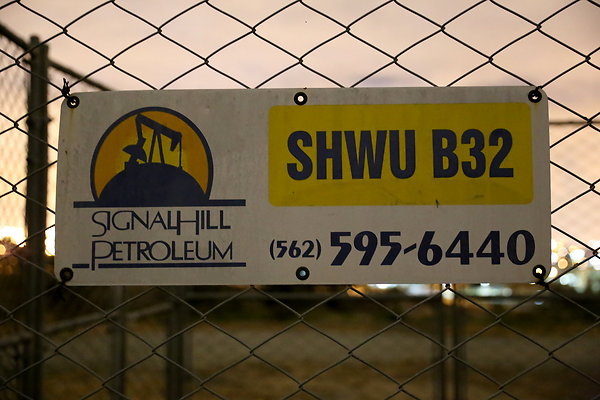 SIGNAL HILL
PETROLEUM
SHWU B32
(562) 595-6440